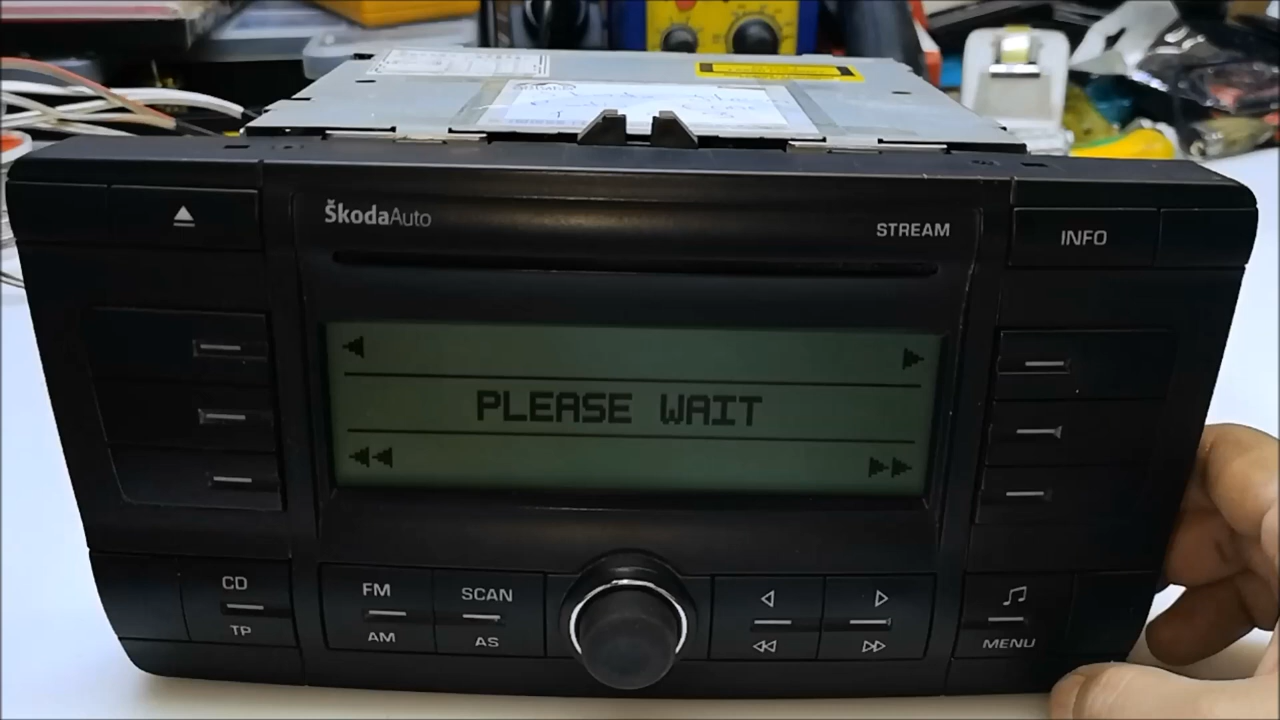 ŠkodaAuto
STREAM
INFO
PLEASE WAIT
CD
TP
FM
AM
SCAN
AS
MENU